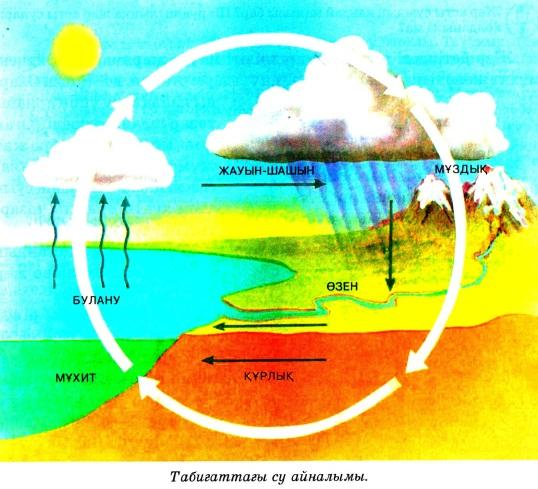 ЖАУЫН-ШАШЫН
МҰЗДЫҚ
БУЛАНУ
ӨЗЕН
МҰХИТ
ҚҰРЛЫҚ
Табиғаттағы су айналымы.